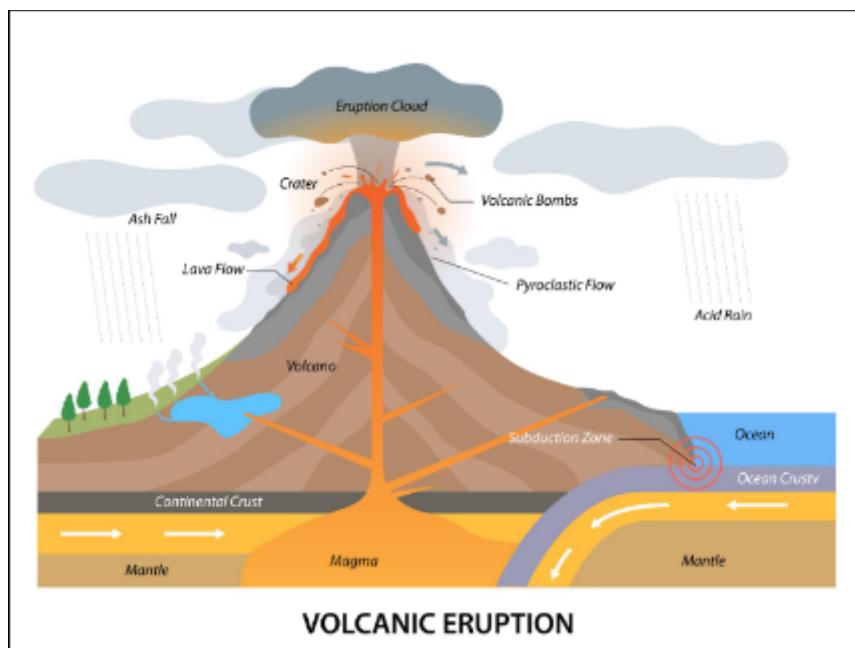 Eruption Cloud
Crater
Volcanic Bombs
Ash Fall
Lava Flow
Pyroclastic Flow
Acid Rain
Volcano
Subduction Zone
Ocean
Ocean Crustv
Continental Crust
Mantle
Magma
Mantle
VOLCANIC ERUPTION